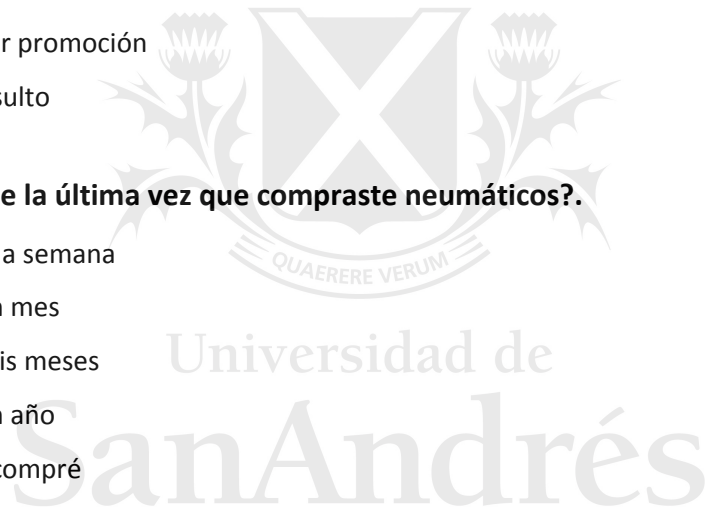 r promoción
sulto
e la última vez que compraste neumáticos?.
a semana
mes
is meses
año
compré
QUAERERE VERUM
Universidad de
SanAndrés